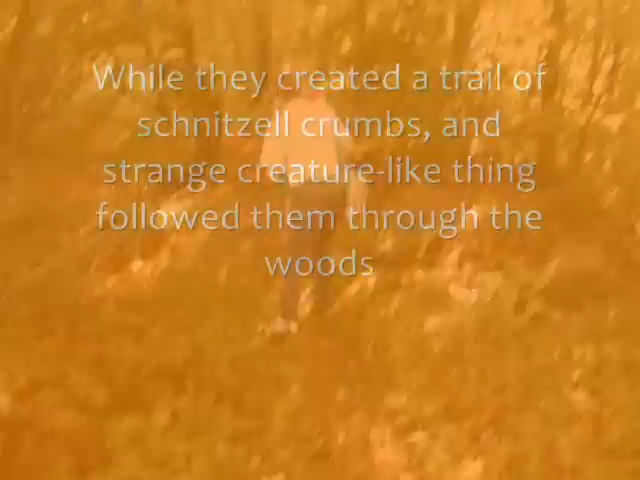 While they created a trail of
schnitzell crumbs, and
strange creature-like thing
followed them through the
woods